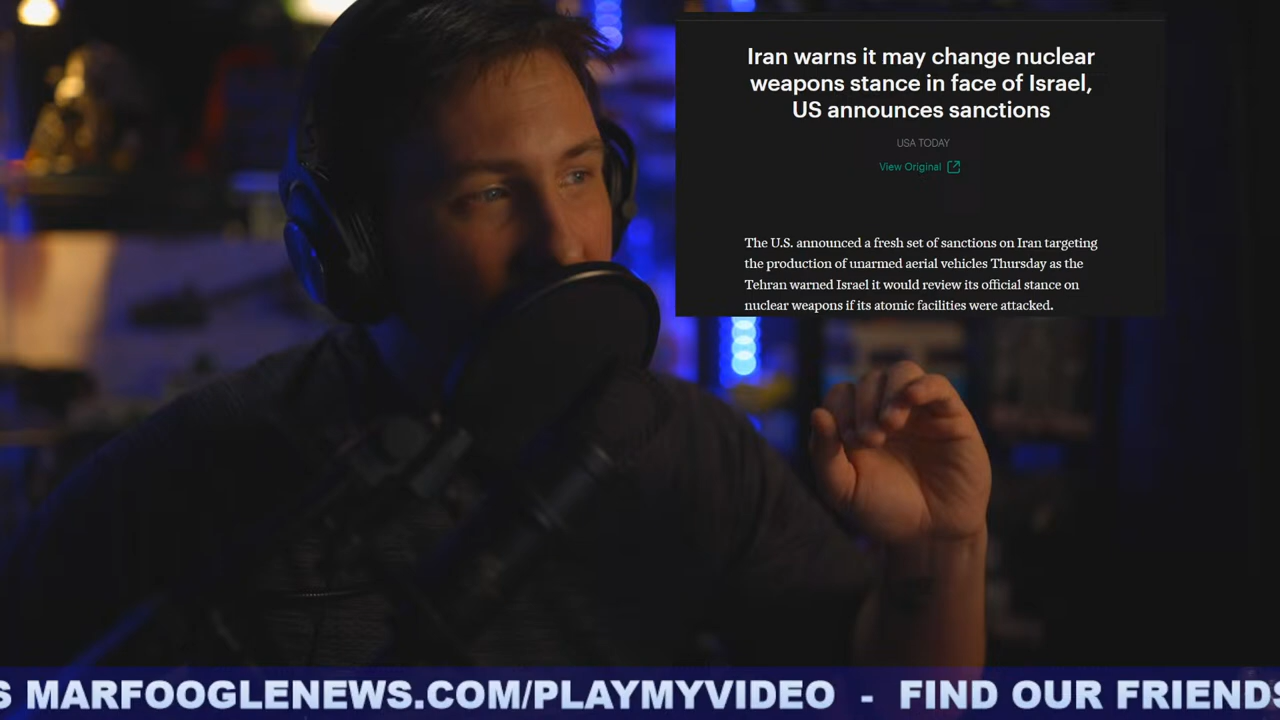 Iran warns it may change nuclear
weapons stance in face of Israel,
US announces sanctions
USA TODAY
View Original
The U.S. announced a fresh set of sanctions on Iran targeting
the production of unarmed aerial vehicles Thursday as the
Tehran warned Israel it would review its official stance on
nuclear weapons if its atomic facilities were attacked.
S MARFOOGLENEWS.COM/PLAYMYVIDEO - FIND OUR FRIENDS